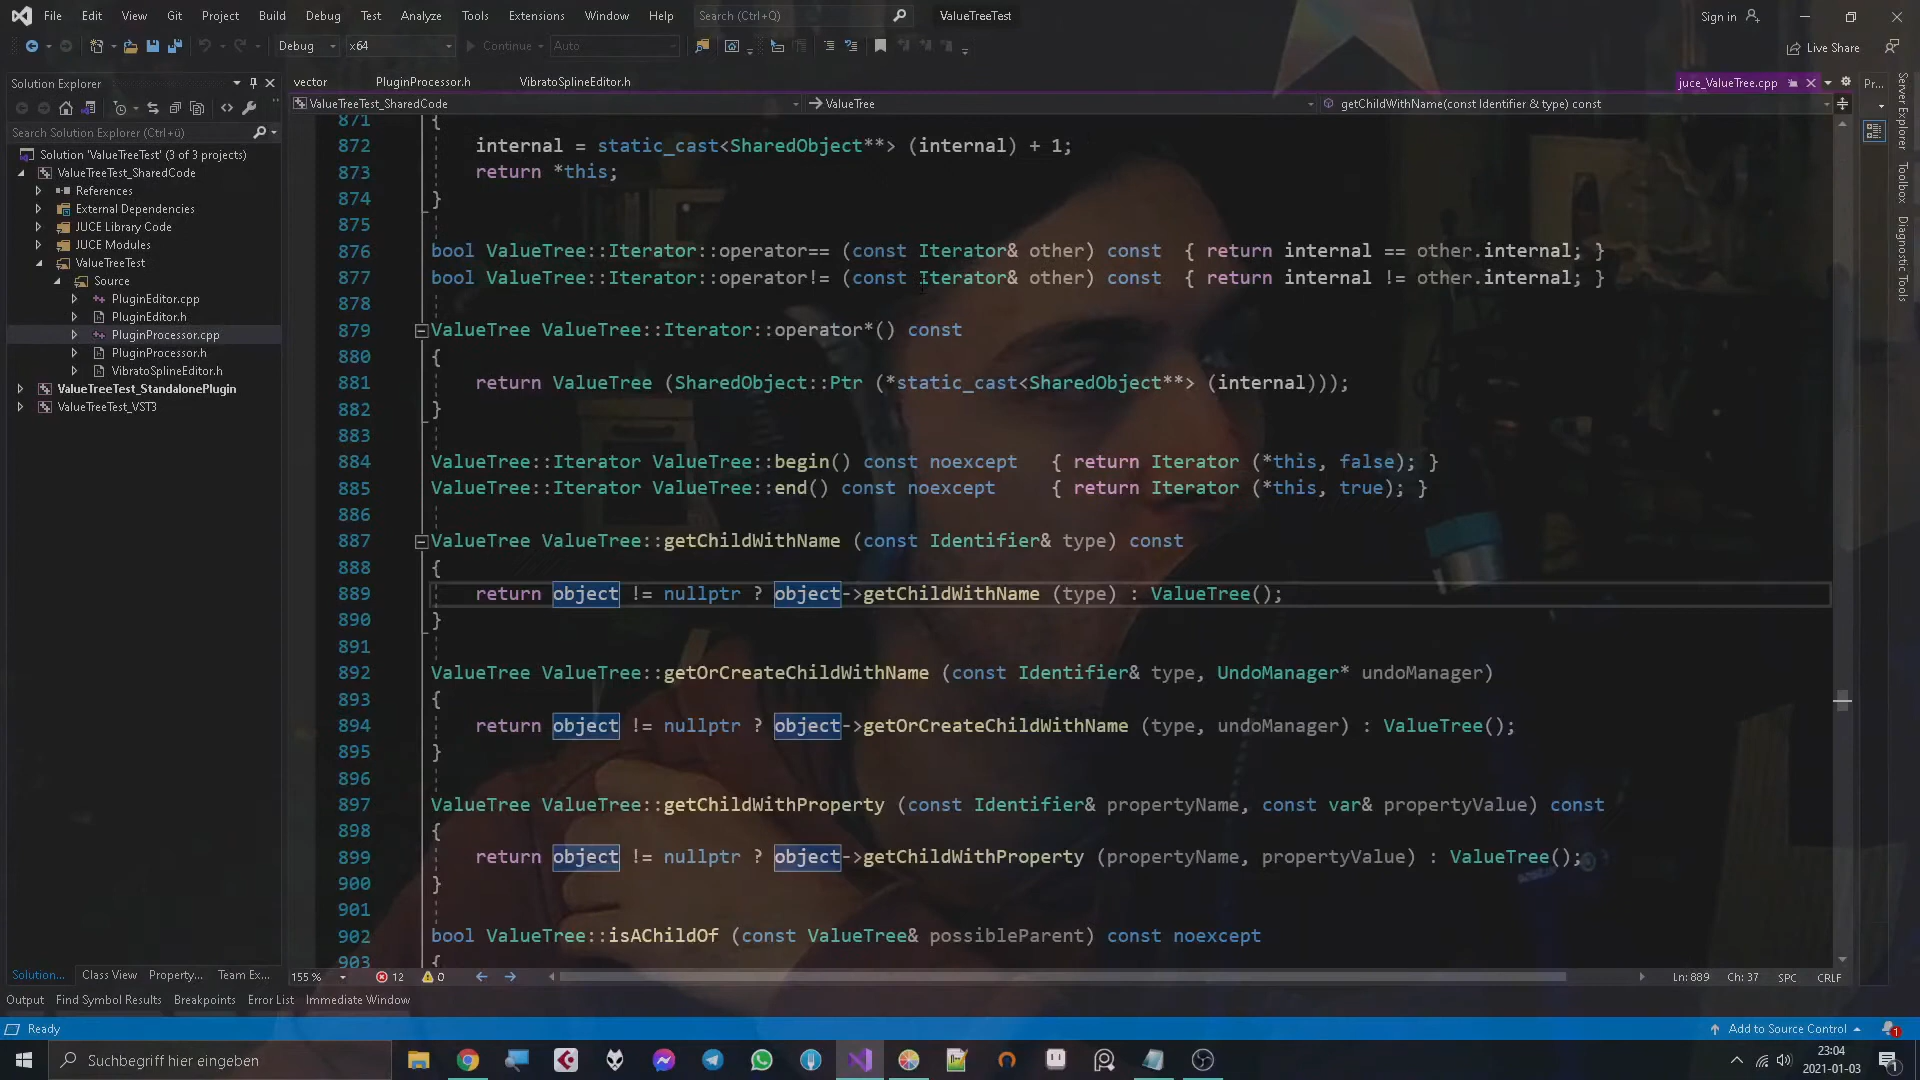 File Edit View Git Project Build Debug Test Analyze Tools Extensions Window Help Search (Ctrl+Q) ValueTreeTest Sign in
Debug x64 Continue Auto Live Share
Solution Explorer
vector PluginProcessor.h VibratoSplineEditor.h juce_ValueTree.cpp Pr...
ValueTreeTest_SharedCode ValueTree getChildWithName(const Identifier & type) const
Search Solution Explorer (Ctrl+ü)
Solution 'ValueTreeTest' (3 of 3 projects)
ValueTreeTest_SharedCode
References
External Dependencies
JUCE Library Code
JUCE Modules
ValueTreeTest
Source
PluginEditor.cpp
PluginEditor.h
PluginProcessor.cpp
PluginProcessor.h
VibratoSplineEditor.h
ValueTreeTest_StandalonePlugin
ValueTreeTest_VST3
871 {
872 internal = static_cast<SharedObject**> (internal) + 1;
873 return *this;
874 }
875
876 bool ValueTree::Iterator::operator== (const Iterator& other) const { return internal == other.internal; }
877 bool ValueTree::Iterator::operator!= (const Iterator& other) const { return internal != other.internal; }
878
879 ValueTree ValueTree::Iterator::operator*() const
880 {
881 return ValueTree (SharedObject::Ptr (*static_cast<SharedObject**> (internal)));
882 }
883
884 ValueTree::Iterator ValueTree::begin() const noexcept { return Iterator (*this, false); }
885 ValueTree::Iterator ValueTree::end() const noexcept { return Iterator (*this, true); }
886
887 ValueTree ValueTree::getChildWithName (const Identifier& type) const
888 {
889 return object != nullptr ? object->getChildWithName (type) : ValueTree();
890 }
891
892 ValueTree ValueTree::getOrCreateChildWithName (const Identifier& type, UndoManager* undoManager)
893 {
894 return object != nullptr ? object->getOrCreateChildWithName (type, undoManager) : ValueTree();
895 }
896
897 ValueTree ValueTree::getChildWithProperty (const Identifier& propertyName, const var& propertyValue) const
898 {
899 return object != nullptr ? object->getChildWithProperty (propertyName, propertyValue) : ValueTree();
900 }
901
902 bool ValueTree::isAChildOf (const ValueTree& possibleParent) const noexcept
903 {
Server Explorer
Toolbox
Diagnostic Tools
Solution... Class View Property... Team Ex... 155 % 12 0 Ln: 889 Ch: 37 SPC CRLF
Output Find Symbol Results Breakpoints Error List Immediate Window
Ready Add to Source Control 1
Suchbegriff hier eingeben 23:04
2021-01-03 1